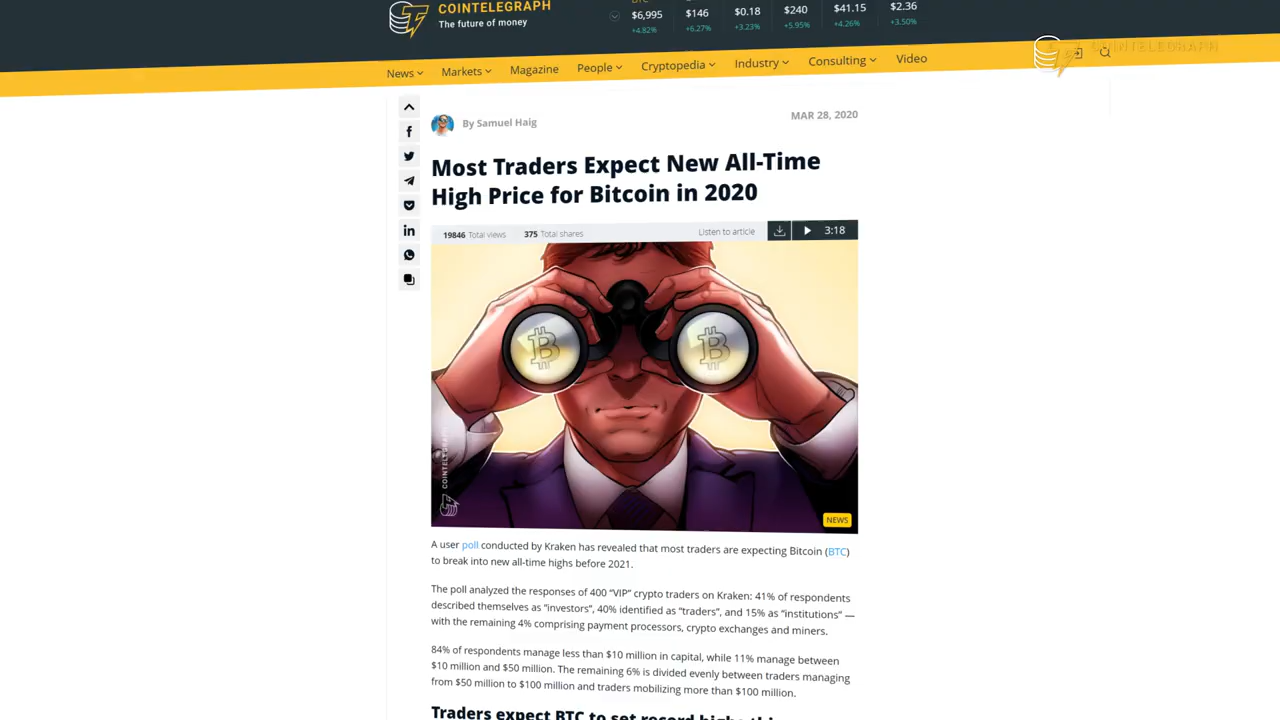 COINTELEGRAPH
The future of money
BTC
$6,995 $146 $0.18 $240 $41.15 $2.36
+4.82% +6.27% +3.23% +5.95% +4.26% +3.50%
COINTELEGRAPH
News Markets Magazine People Cryptopedia Industry Consulting Video
By Samuel Haig MAR 28, 2020
Most Traders Expect New All-Time
High Price for Bitcoin in 2020
19846 Total views 375 Total shares Listen to article 3:18
COINTELEGRAPH
NEWS
A user poll conducted by Kraken has revealed that most traders are expecting Bitcoin (BTC)
to break into new all-time highs before 2021.
The poll analyzed the responses of 400 “VIP” crypto traders on Kraken: 41% of respondents
described themselves as “investors”, 40% identified as “traders”, and 15% as “institutions” —
with the remaining 4% comprising payment processors, crypto exchanges and miners.
84% of respondents manage less than $10 million in capital, while 11% manage between
$10 million and $50 million. The remaining 6% is divided evenly between traders managing
from $50 million to $100 million and traders mobilizing more than $100 million.
Traders expect BTC to set record highs this